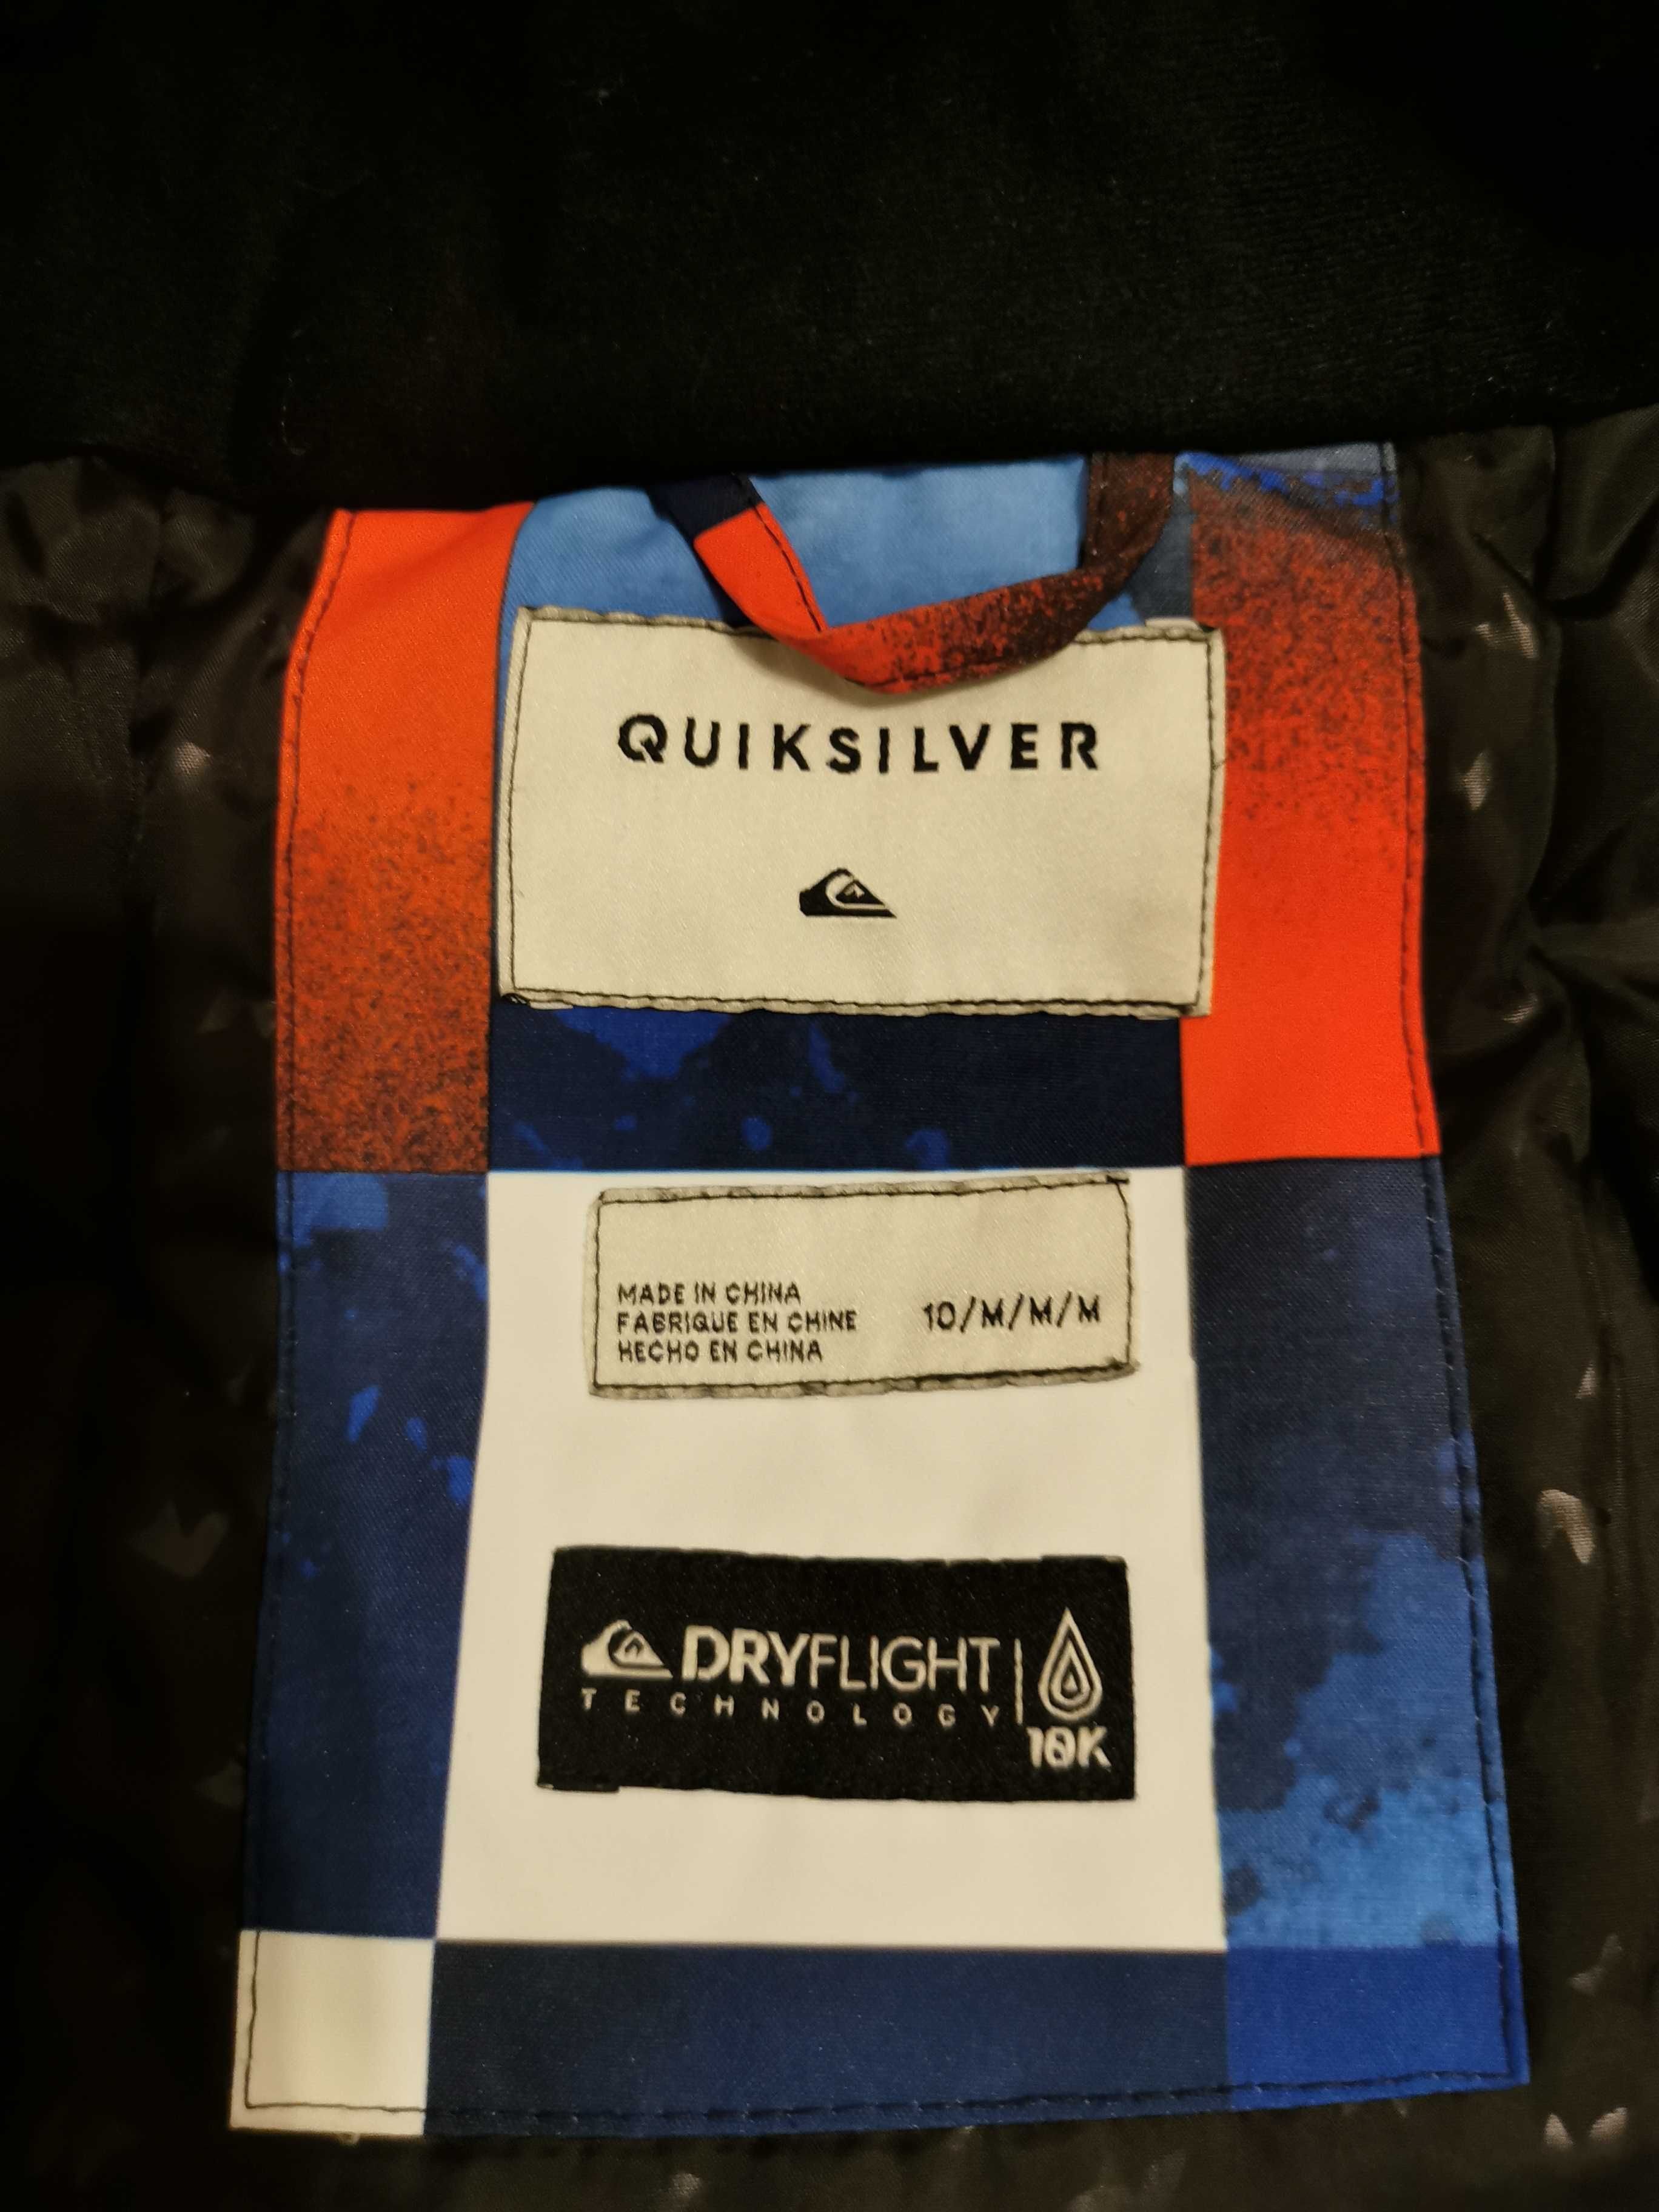 QUIKSILVER
MADE IN CHINA
FABRIQUE EN CHINE
HECHO EN CHINA
10/M/M/M
DRYFLIGHT
TECHNOLOGY
10K